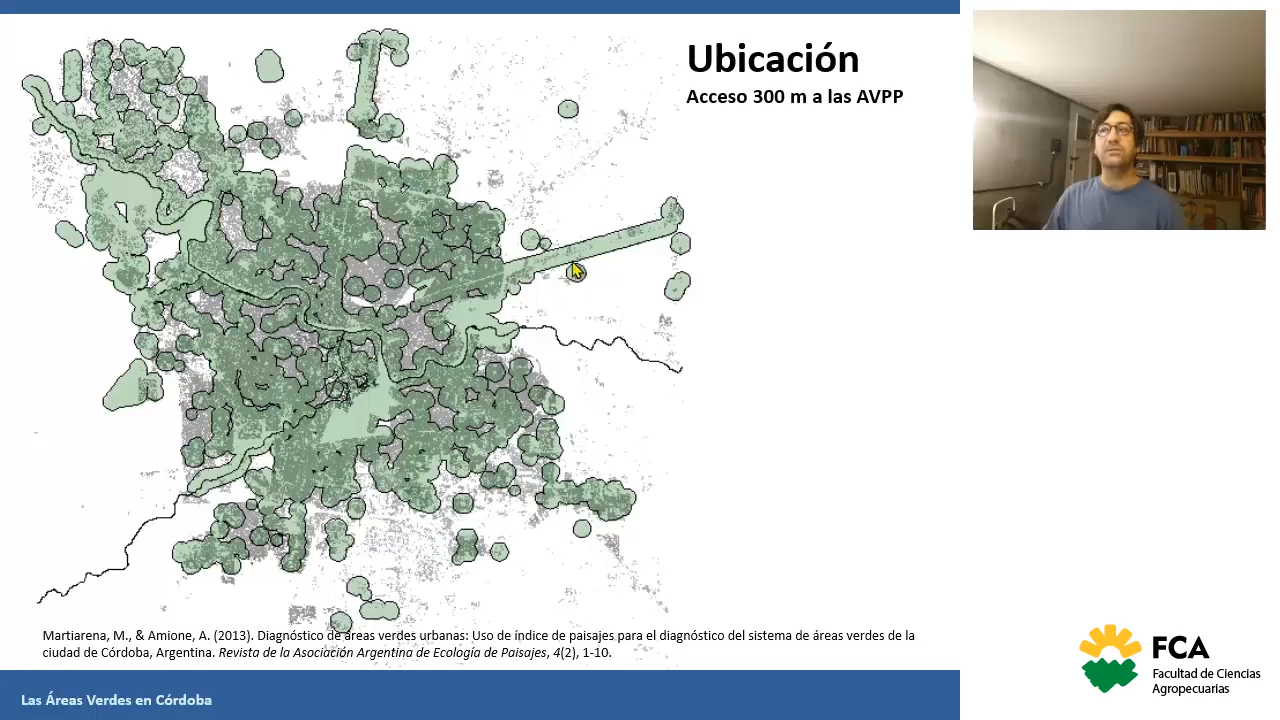 Ubicación
Acceso 300 m a las AVPP
Martiarena, M., & Amione, A. (2013). Diagnóstico de áreas verdes urbanas: Uso de índice de paisajes para el diagnóstico del sistema de áreas verdes de la
ciudad de Córdoba, Argentina. Revista de la Asociación Argentina de Ecología de Paisajes, 4(2), 1-10.
Las Áreas Verdes en Córdoba
FCA
Facultad de Ciencias
Agropecuarias